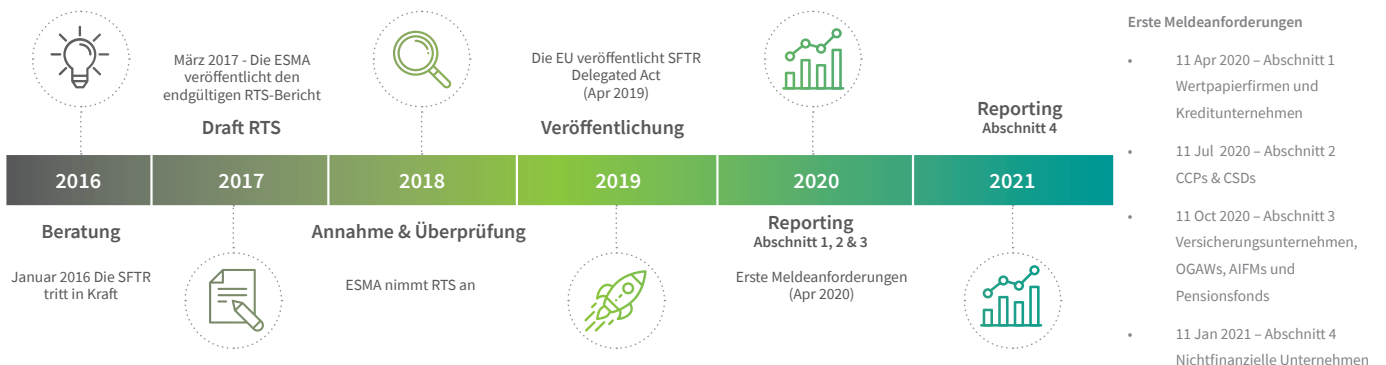 März 2017 - Die ESMA
veröffentlicht den
endgültigen RTS-Bericht
Draft RTS
Die EU veröffentlicht SFTR
Delegated Act
(Apr 2019)
Veröffentlichung
Reporting
Abschnitt 4
2016
2017
2018
2019
2020
2021
Beratung
Januar 2016 Die SFTR
tritt in Kraft
Annahme & Überprüfung
ESMA nimmt RTS an
Reporting
Abschnitt 1, 2 & 3
Erste Meldeanforderungen
(Apr 2020)
Erste Meldeanforderungen
• 11 Apr 2020 – Abschnitt 1
Wertpapierfirmen und
Kreditunternehmen
• 11 Jul 2020 – Abschnitt 2
CCPs & CSDs
• 11 Oct 2020 – Abschnitt 3
Versicherungsunternehmen,
OGAWs, AIFMs und
Pensionsfonds
• 11 Jan 2021 – Abschnitt 4
Nichtfinanzielle Unternehmen